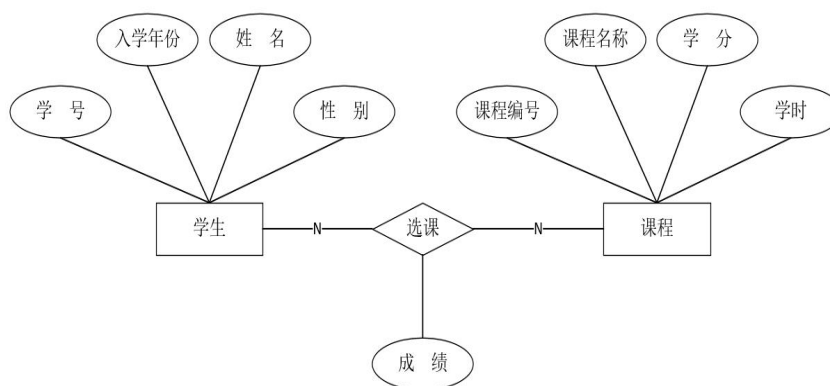 入学年份
姓 名
课程名称
学 分
学 号
性 别
课程编号
学时
学生
N
选课
N
课程
成 绩